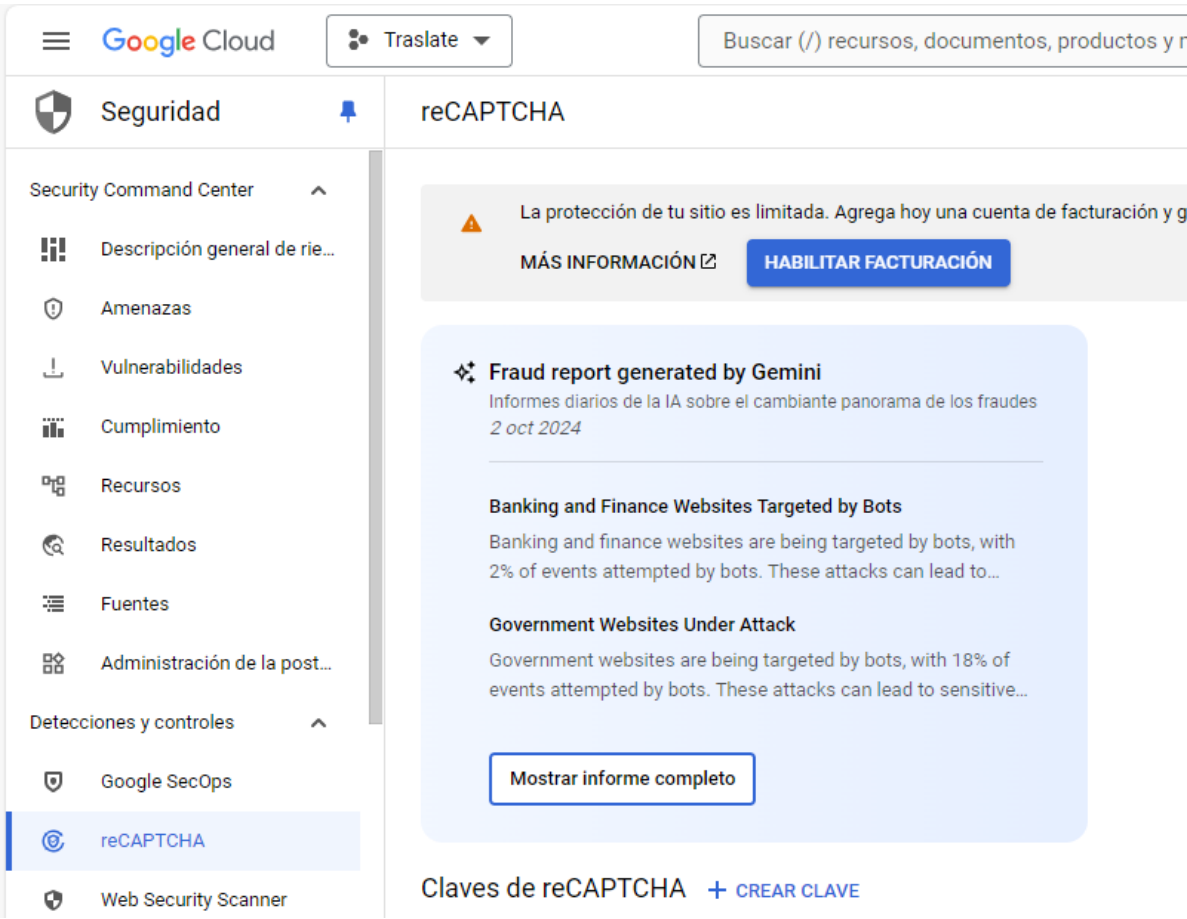 Google Cloud
Traslate
Buscar (/) recursos, documentos, productos y
Seguridad
reCAPTCHA
Security Command Center
Descripción general de rie...
Amenazas
Vulnerabilidades
Cumplimiento
Recursos
Resultados
Fuentes
Administración de la post...
Detecciones y controles
Google SecOps
reCAPTCHA
Web Security Scanner
La protección de tu sitio es limitada. Agrega hoy una cuenta de facturación y g
MÁS INFORMACIÓN
HABILITAR FACTURACIÓN
Fraud report generated by Gemini
Informes diarios de la IA sobre el cambiante panorama de los fraudes
2 oct 2024
Banking and Finance Websites Targeted by Bots
Banking and finance websites are being targeted by bots, with
2% of events attempted by bots. These attacks can lead to...
Government Websites Under Attack
Government websites are being targeted by bots, with 18% of
events attempted by bots. These attacks can lead to sensitive...
Mostrar informe completo
Claves de reCAPTCHA
+ CREAR CLAVE